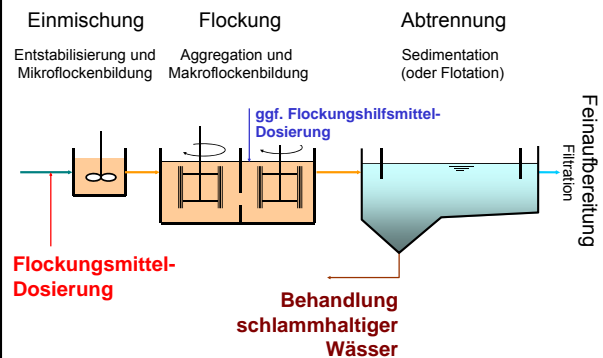 Einmischung
Entstabilisierung und
Mikroflockenbildung
Flockung
Aggregation und
Makroflockenbildung
Abtrennung
Sedimentation
(oder Flotation)
ggf. Flockungshilfsmittel-
Dosierung
Feinaufbereitung
Filtration
Flockungsmittel-
Dosierung
Behandlung
schlammhaltiger
Wässer